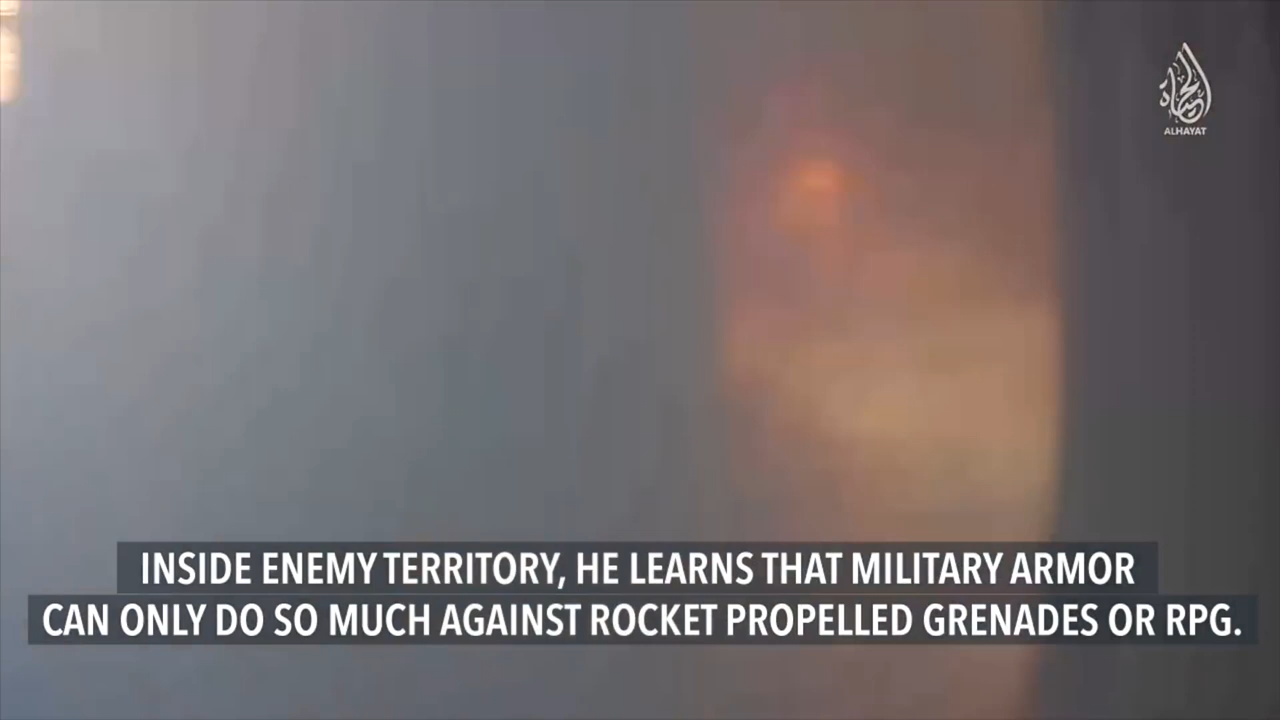 الحياة
ALHAYAT
INSIDE ENEMY TERRITORY, HE LEARNS THAT MILITARY ARMOR
CAN ONLY DO SO MUCH AGAINST ROCKET PROPELLED GRENADES OR RPG.